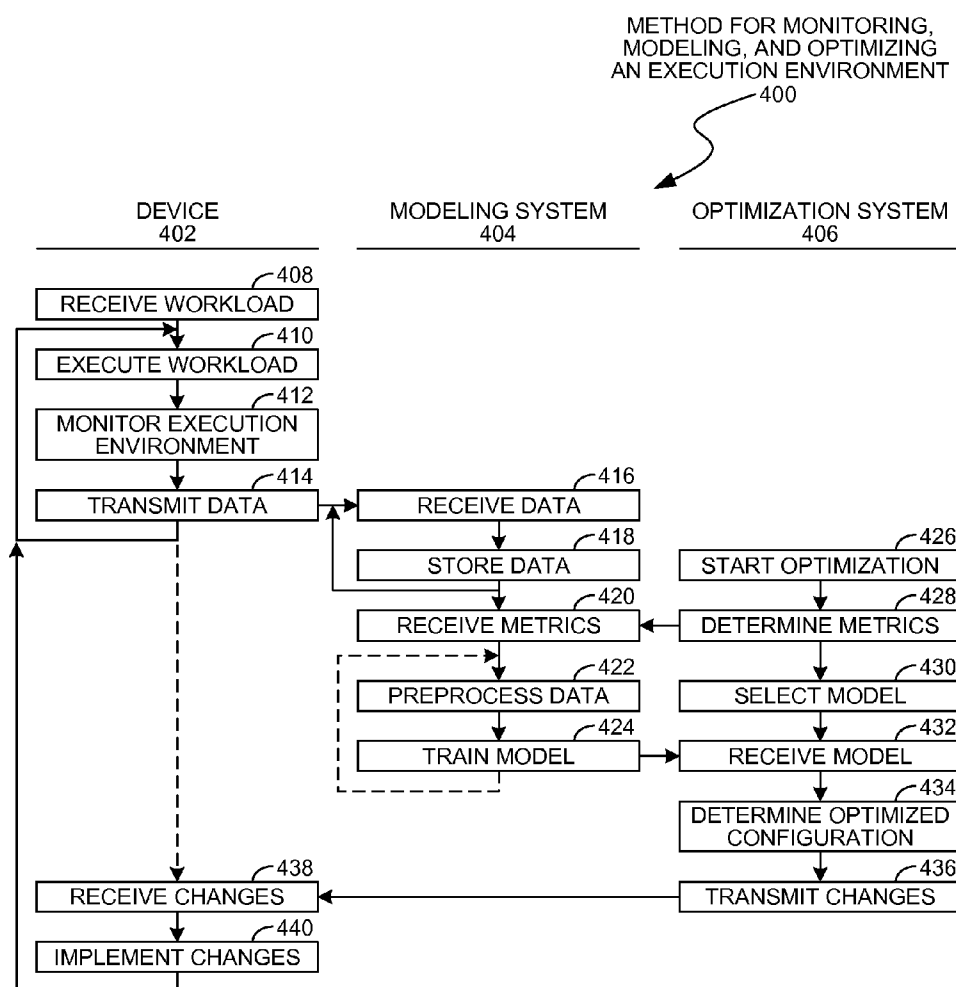 METHOD FOR MONITORING,
MODELING, AND OPTIMIZING
AN EXECUTION ENVIRONMENT
400
DEVICE
402
MODELING SYSTEM
404
OPTIMIZATION SYSTEM
406
408
RECEIVE WORKLOAD
410
EXECUTE WORKLOAD
412
MONITOR EXECUTION
ENVIRONMENT
414
TRANSMIT DATA
416
RECEIVE DATA
418
STORE DATA
420
RECEIVE METRICS
422
PREPROCESS DATA
424
TRAIN MODEL
426
START OPTIMIZATION
428
DETERMINE METRICS
430
SELECT MODEL
432
RECEIVE MODEL
434
DETERMINE OPTIMIZED
CONFIGURATION
436
TRANSMIT CHANGES
438
RECEIVE CHANGES
440
IMPLEMENT CHANGES